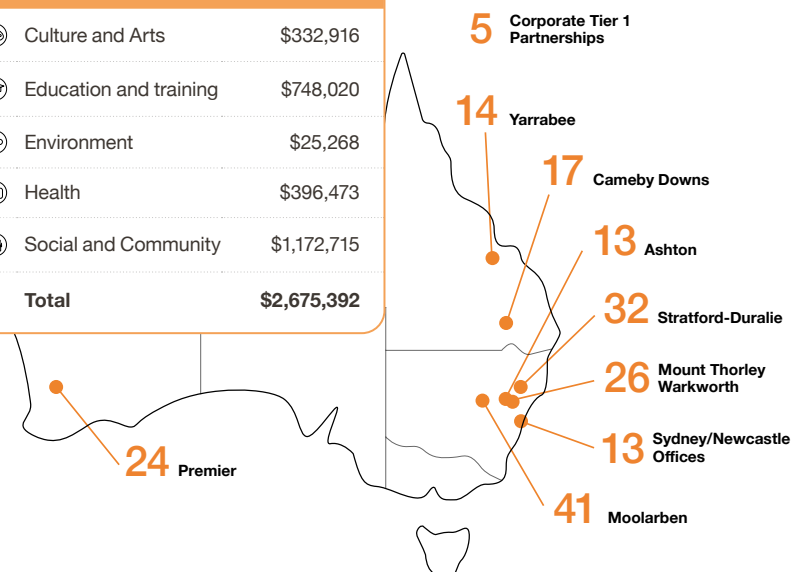 Culture and Arts $332,916
Education and training $748,020
Environment $25,268
Health $396,473
Social and Community $1,172,715
Total $2,675,392
5 Corporate Tier 1
Partnerships
14 Yarrabee
17 Cameby Downs
13 Ashton
32 Stratford-Duralie
26 Mount Thorley
Warkworth
13 Sydney/Newcastle
Offices
24 Premier
41 Moolarben